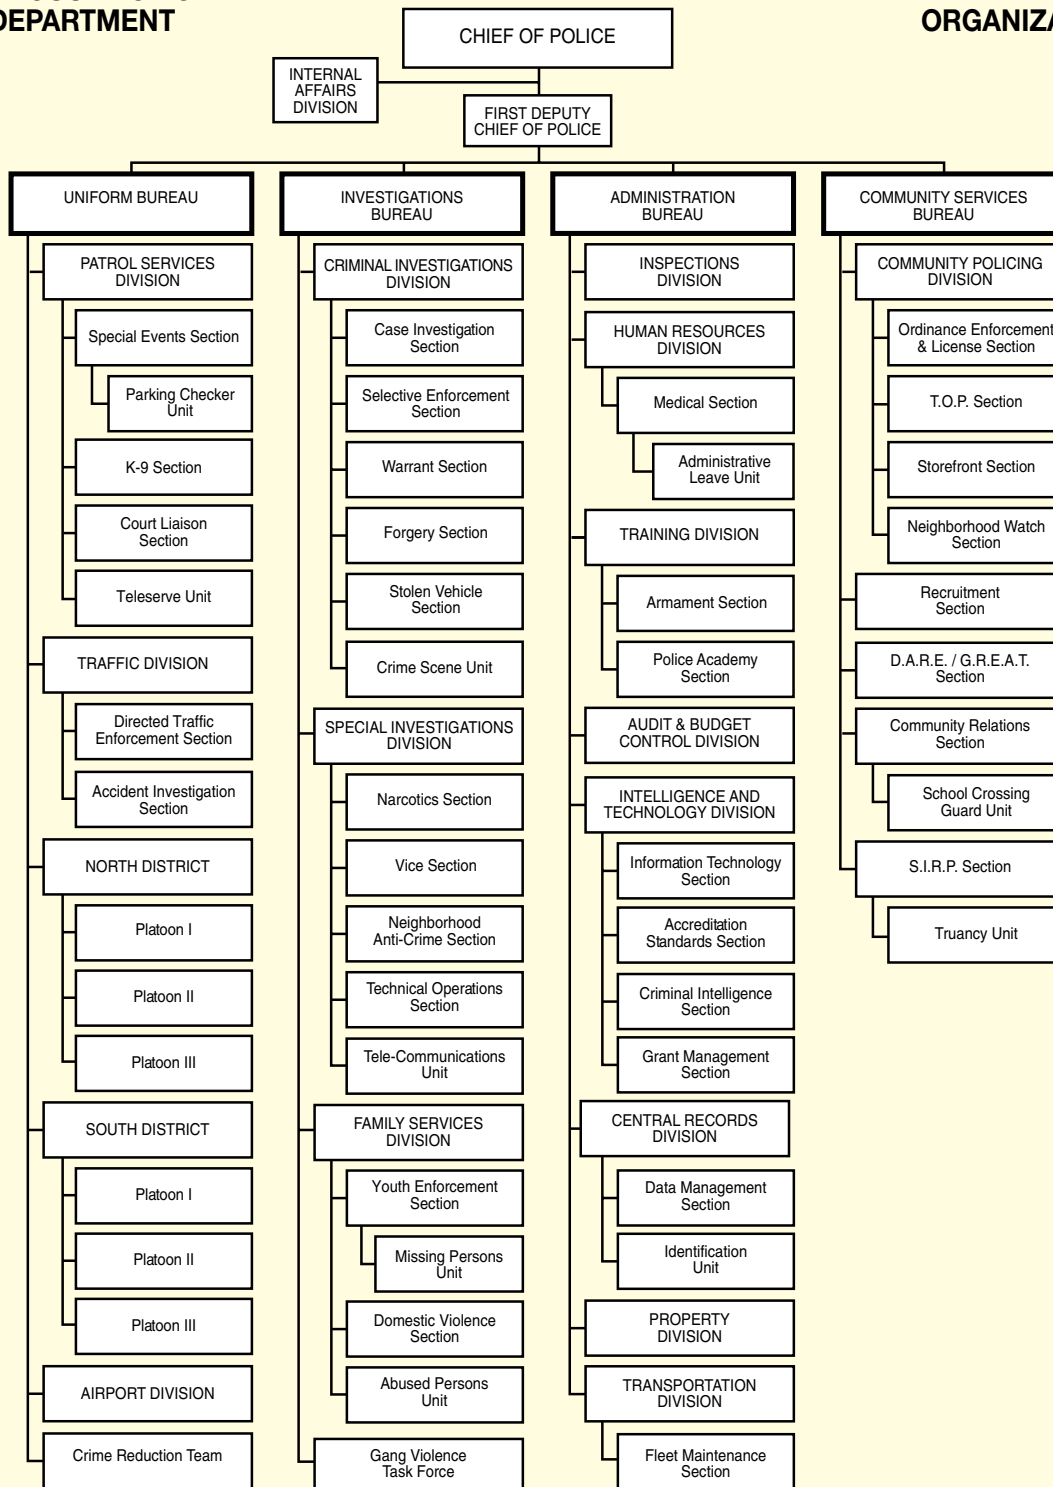 DEPARTMENT
ORGANIZA
CHIEF OF POLICE
INTERNAL
AFFAIRS
DIVISION
FIRST DEPUTY
CHIEF OF POLICE
UNIFORM BUREAU
PATROL SERVICES
DIVISION
Special Events Section
Parking Checker
Unit
K-9 Section
Court Liaison
Section
Teleserve Unit
TRAFFIC DIVISION
Directed Traffic
Enforcement Section
Accident Investigation
Section
NORTH DISTRICT
Platoon I
Platoon II
Platoon III
SOUTH DISTRICT
Platoon I
Platoon II
Platoon III
AIRPORT DIVISION
Crime Reduction Team
INVESTIGATIONS
BUREAU
CRIMINAL INVESTIGATIONS
DIVISION
Case Investigation
Section
Selective Enforcement
Section
Warrant Section
Forgery Section
Stolen Vehicle
Section
Crime Scene Unit
SPECIAL INVESTIGATIONS
DIVISION
Narcotics Section
Vice Section
Neighborhood
Anti-Crime Section
Technical Operations
Section
Tele-Communications
Unit
FAMILY SERVICES
DIVISION
Youth Enforcement
Section
Missing Persons
Unit
Domestic Violence
Section
Abused Persons
Unit
Gang Violence
Task Force
ADMINISTRATION
BUREAU
INSPECTIONS
DIVISION
HUMAN RESOURCES
DIVISION
Medical Section
Administrative
Leave Unit
TRAINING DIVISION
Armament Section
Police Academy
Section
AUDIT & BUDGET
CONTROL DIVISION
INTELLIGENCE AND
TECHNOLOGY DIVISION
Information Technology
Section
Accreditation
Standards Section
Criminal Intelligence
Section
Grant Management
Section
CENTRAL RECORDS
DIVISION
Data Management
Section
Identification
Unit
PROPERTY
DIVISION
TRANSPORTATION
DIVISION
Fleet Maintenance
Section
COMMUNITY SERVICES
BUREAU
COMMUNITY POLICING
DIVISION
Ordinance Enforcement
& License Section
T.O.P. Section
Storefront Section
Neighborhood Watch
Section
Recruitment
Section
D.A.R.E. / G.R.E.A.T.
Section
Community Relations
Section
School Crossing
Guard Unit
S.I.R.P. Section
Truancy Unit